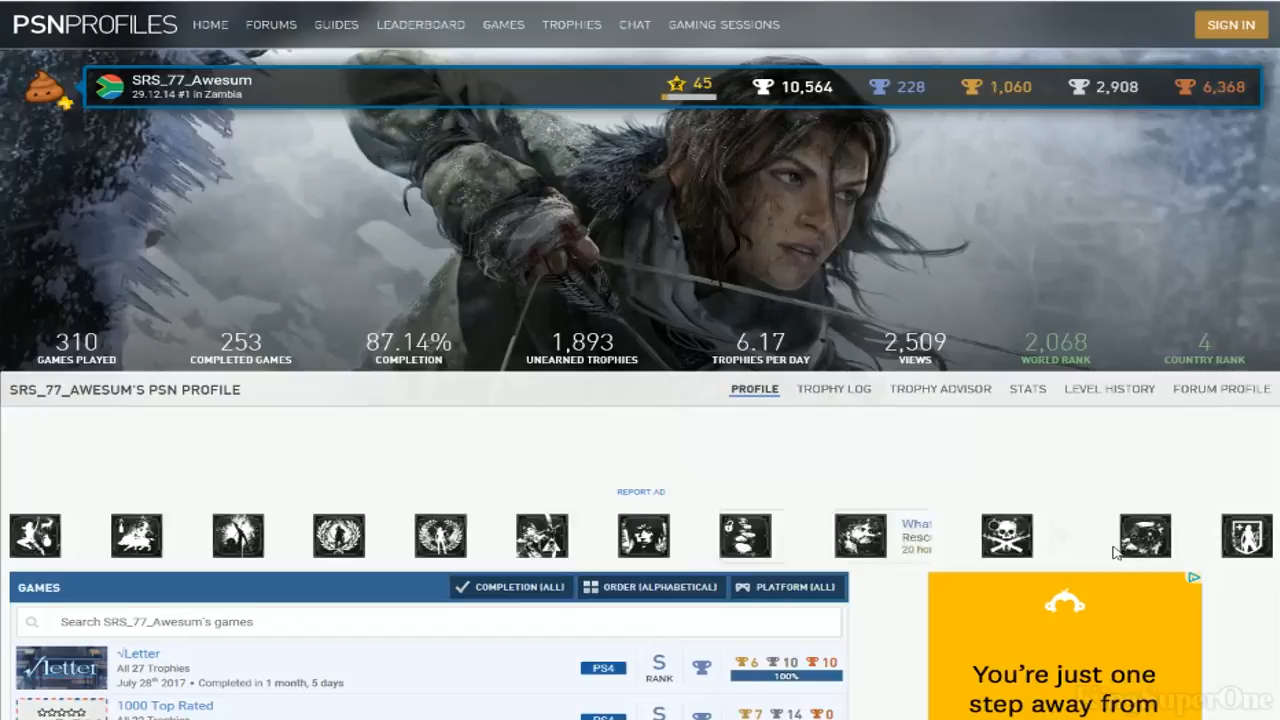 PSNPROFILES HOME FORUMS GUIDES LEADERBOARD GAMES TROPHIES CHAT GAMING SESSIONS SIGN IN
SRS_77_Awesum
29.12.14 #1 in Zambia
45 10,564 228 1,060 2,908 6,368
310 253 87.14% 1,893 6.17 2,509 2,068 4
GAMES PLAYED COMPLETED GAMES COMPLETION UNEARNED TROPHIES TROPHIES PER DAY VIEWS WORLD RANK COUNTRY RANK
SRS_77_AWESUM'S PSN PROFILE PROFILE TROPHY LOG TROPHY ADVISOR STATS LEVEL HISTORY FORUM PROFILE
REPORT AD
What
Resc
20 ho
GAMES COMPLETION (ALL) ORDER (ALPHABETICAL) PLATFORM (ALL)
Search SRS_77_Awesum's games
√letter
√Letter
All 27 Trophies
July 28th 2017 • Completed in 1 month, 5 days
PS4 S RANK 6 10 10
100%
1000 Top Rated
PS4 S 7 14 0
You're just one
step away from